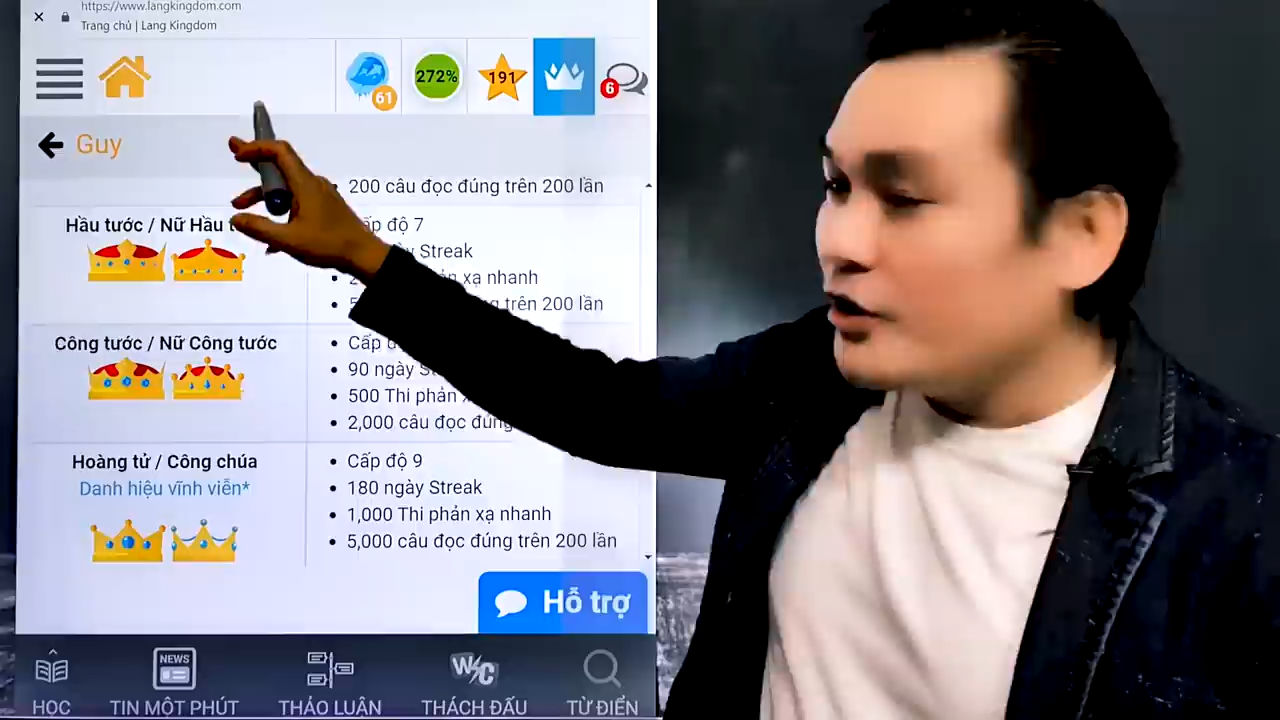 https://www.langkingdom.com
Trang chủ | Lang Kingdom
61
272%
191
6
Guy
200 câu đọc đúng trên 200 lần
Hầu tước / Nữ Hầu
độ 7
Streak
xạ nhanh
trên 200 lần
Công tước / Nữ Công tước
Cấp
90 ngày
500 Thi phản
2,000 câu đọc đúng
Hoàng tử / Công chúa
Danh hiệu vĩnh viễn*
Cấp độ 9
180 ngày Streak
1,000 Thi phản xạ nhanh
5,000 câu đọc đúng trên 200 lần
Hỗ trợ
NEWS
W/C
HỌC
TIN MỘT PHÚT
THẢO LUẬN
THÁCH ĐẤU
TỪ ĐIỂN